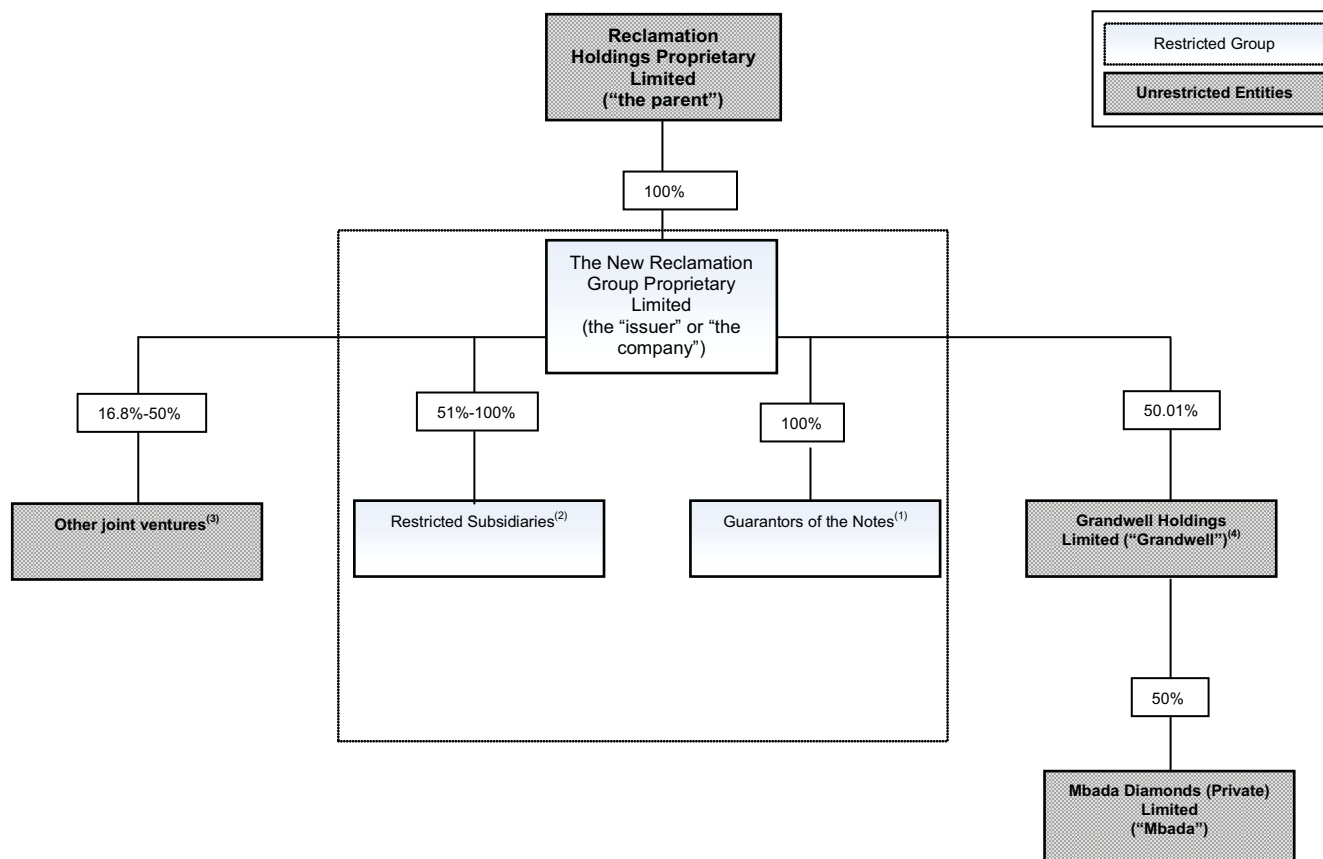 Reclamation
Holdings Proprietary
Limited
(“the parent”)
Restricted Group
Unrestricted Entities
100%
The New Reclamation
Group Proprietary
Limited
(the “issuer” or “the
company”)
16.8%-50%
51%-100%
100%
50.01%
Other joint ventures(3)
Restricted Subsidiaries(2)
Guarantors of the Notes(1)
Grandwell Holdings
Limited (“Grandwell”)(4)
50%
Mbada Diamonds (Private)
Limited
(“Mbada”)